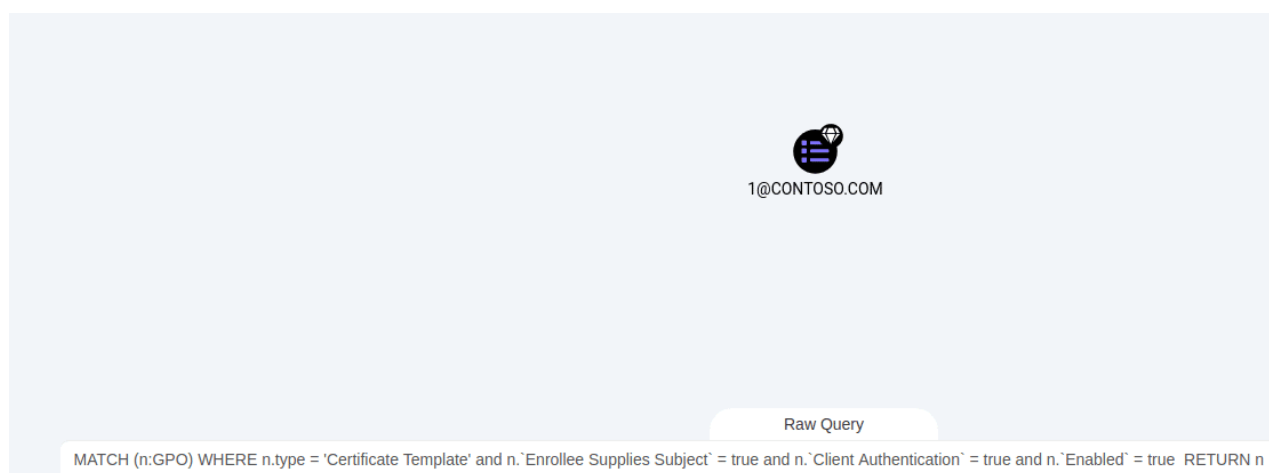 1@CONTOSO.COM
Raw Query
MATCH (n:GPO) WHERE n.type = 'Certificate Template' and n.`Enrollee Supplies Subject` = true and n.`Client Authentication` = true and n.`Enabled` = true  RETURN n